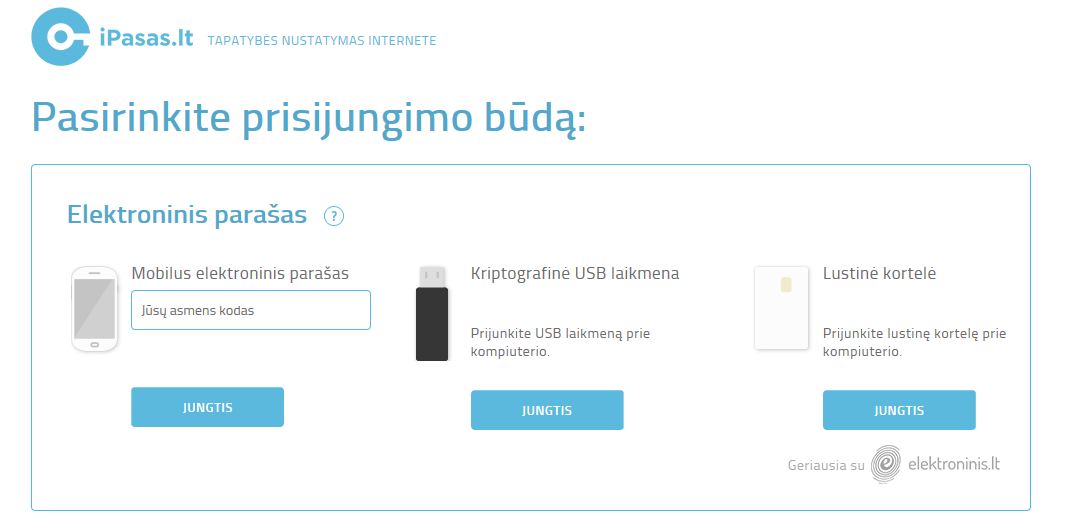 iPasas.lt TAPATYBĖS NUSTATYMAS INTERNETE
Pasirinkite prisijungimo būdą:
Elektroninis parašas ?
Mobilus elektroninis parašas
Jūsų asmens kodas
JUNGTIS
Kriptografinė USB laikmena
Prijunkite USB laikmeną prie
kompiuterio.
JUNGTIS
Lustinė kortelė
Prijunkite lustinę kortelę prie
kompiuterio.
JUNGTIS
Geriausia su e elektroninis.lt